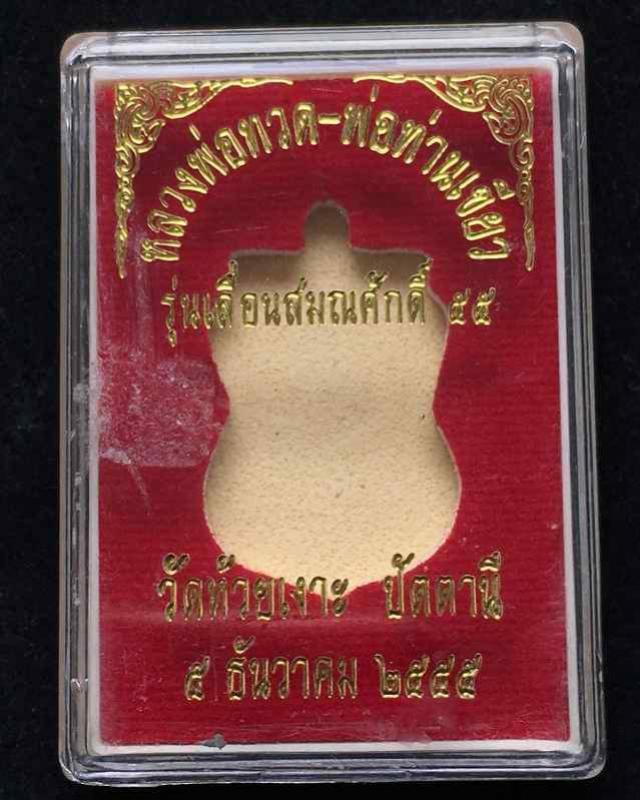 หลวงพ่อทวด-พ่อท่านเขียว
รุ่นเลื่อนสมณศักดิ์ ๕๕
วัดห้วยเงาะ ปัตตานี
๕ ธันวาคม ๒๕๕๕